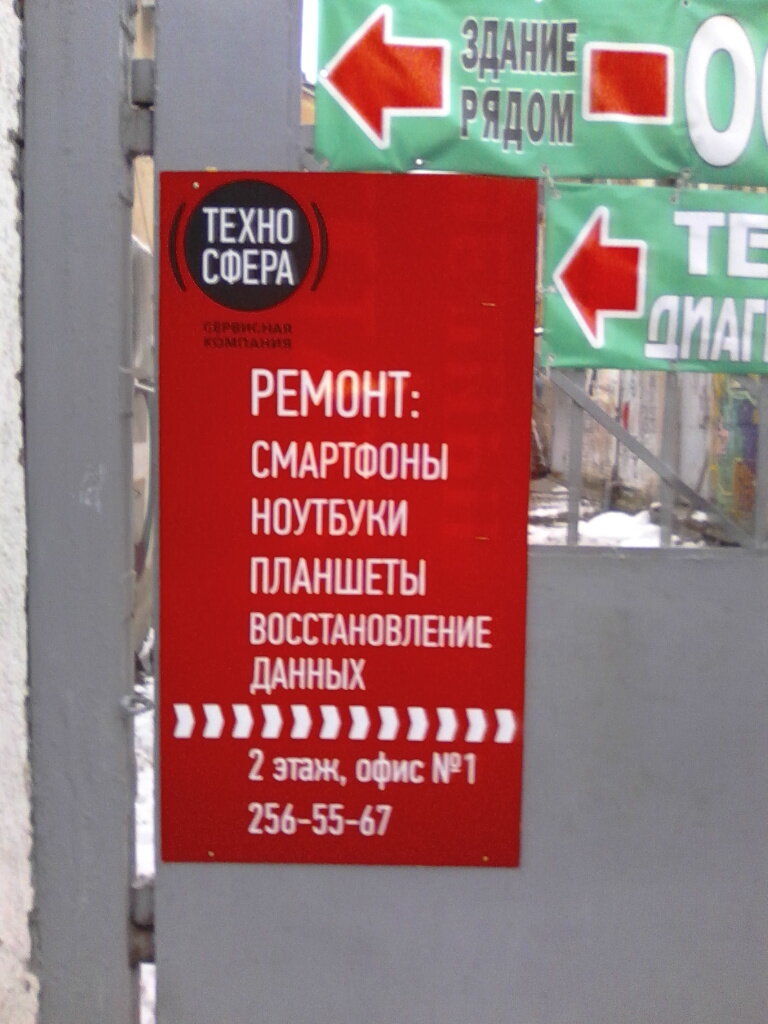 ЗДАНИЕ
РЯДОМ
ТЕХНО
СФЕРА
СЕРВИСНАЯ
КОМПАНИЯ
РЕМОНТ:
СМАРТФОНЫ
НОУТБУКИ
ПЛАНШЕТЫ
ВОССТАНОВЛЕНИЕ
ДАННЫХ
2 этаж, офис №1
256-55-67